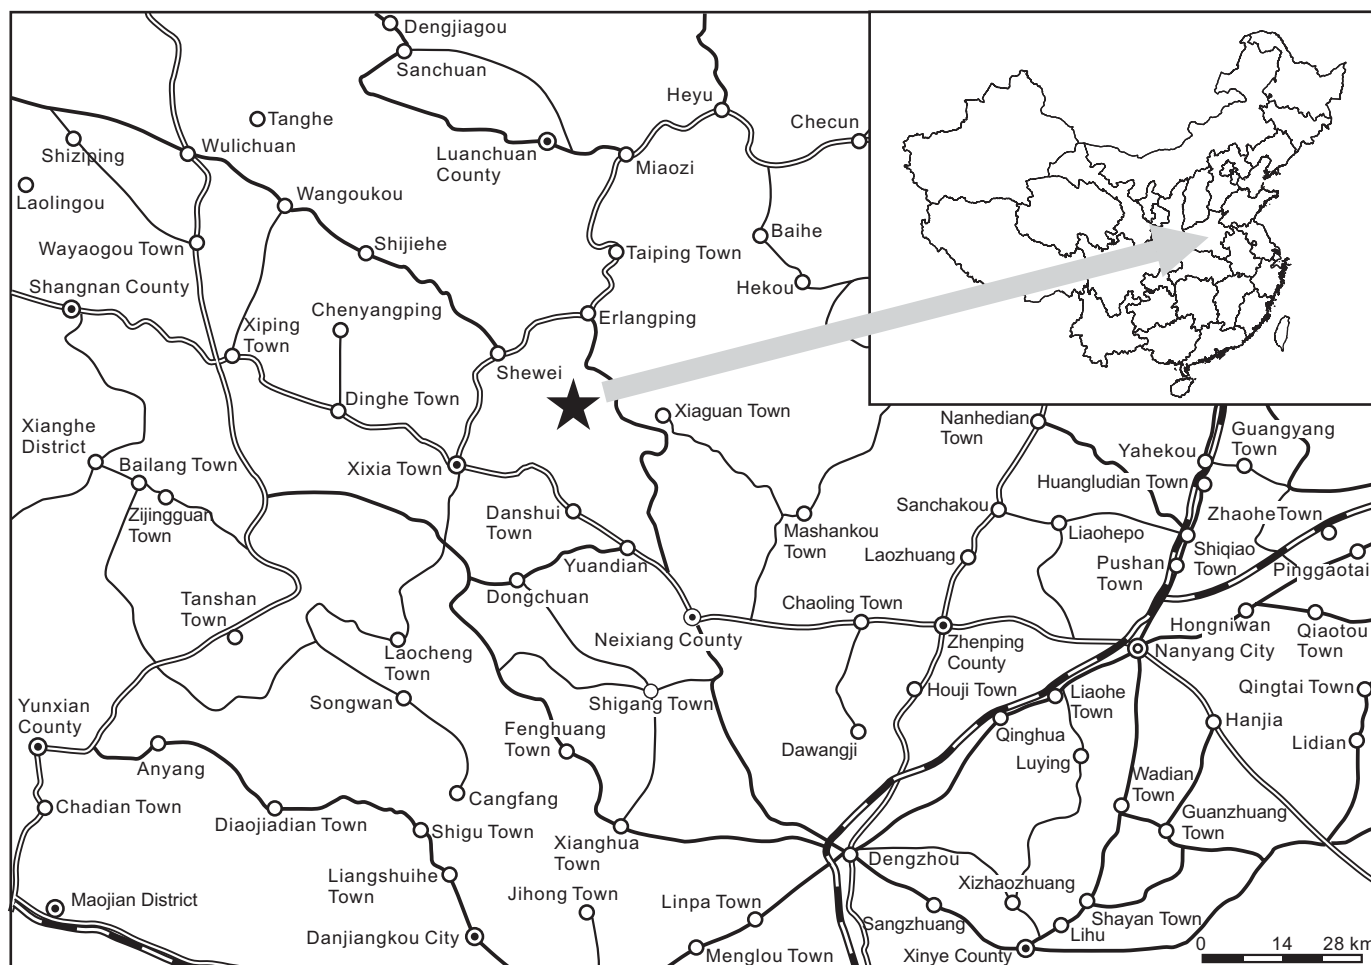 Dengjiagou
Sanchuan
Heyu
Checun
Tanghe
Wulichuan
Shiziping
Luanchuan
County
Miaozi
Laolingou
Wangoukou
Wayaogou Town
Shijiehe
Baihe
Taiping Town
Hekou
Shangnan County
Chenyangping
Xiping
Town
Erlangping
Shewei
Dinghe Town
Xiaguan Town
Nanhedian
Town
Guangyang
Town
Xianghe
District
Bailang Town
Xixia Town
Yahekou
Huangludian Town
Zijingguan
Town
Danshui
Town
Sanchakou
Mashankou
Town
Liaohepo
ZhaoheTown
Laozhuang
Pushan
Town
Shiqiao
Town
Pinggaotai
Yuandian
Dongchuan
Tanshan
Town
Chaoling Town
Neixiang County
Zhenping
County
Hongniwan
Qiaotou
Town
Nanyang City
Laocheng
Town
Songwan
Shigang Town
Houji Town
Liaohe
Town
Qingtai Town
Yunxian
County
Fenghuang
Town
Dawangji
Qinghua
Hanjia
Lidian
Luying
Anyang
Cangfang
Wadian
Town
Chadian Town
Diaojiadian Town
Shigu Town
Xianghua
Town
Guanzhuang
Town
Dengzhou
Liangshuihe
Town
Jihong Town
Xizhaozhuang
Maojian District
Linpa Town
Sangzhuang
Shayan Town
Lihu
Danjiangkou City
Menglou Town
Xinye County
0 14 28 km